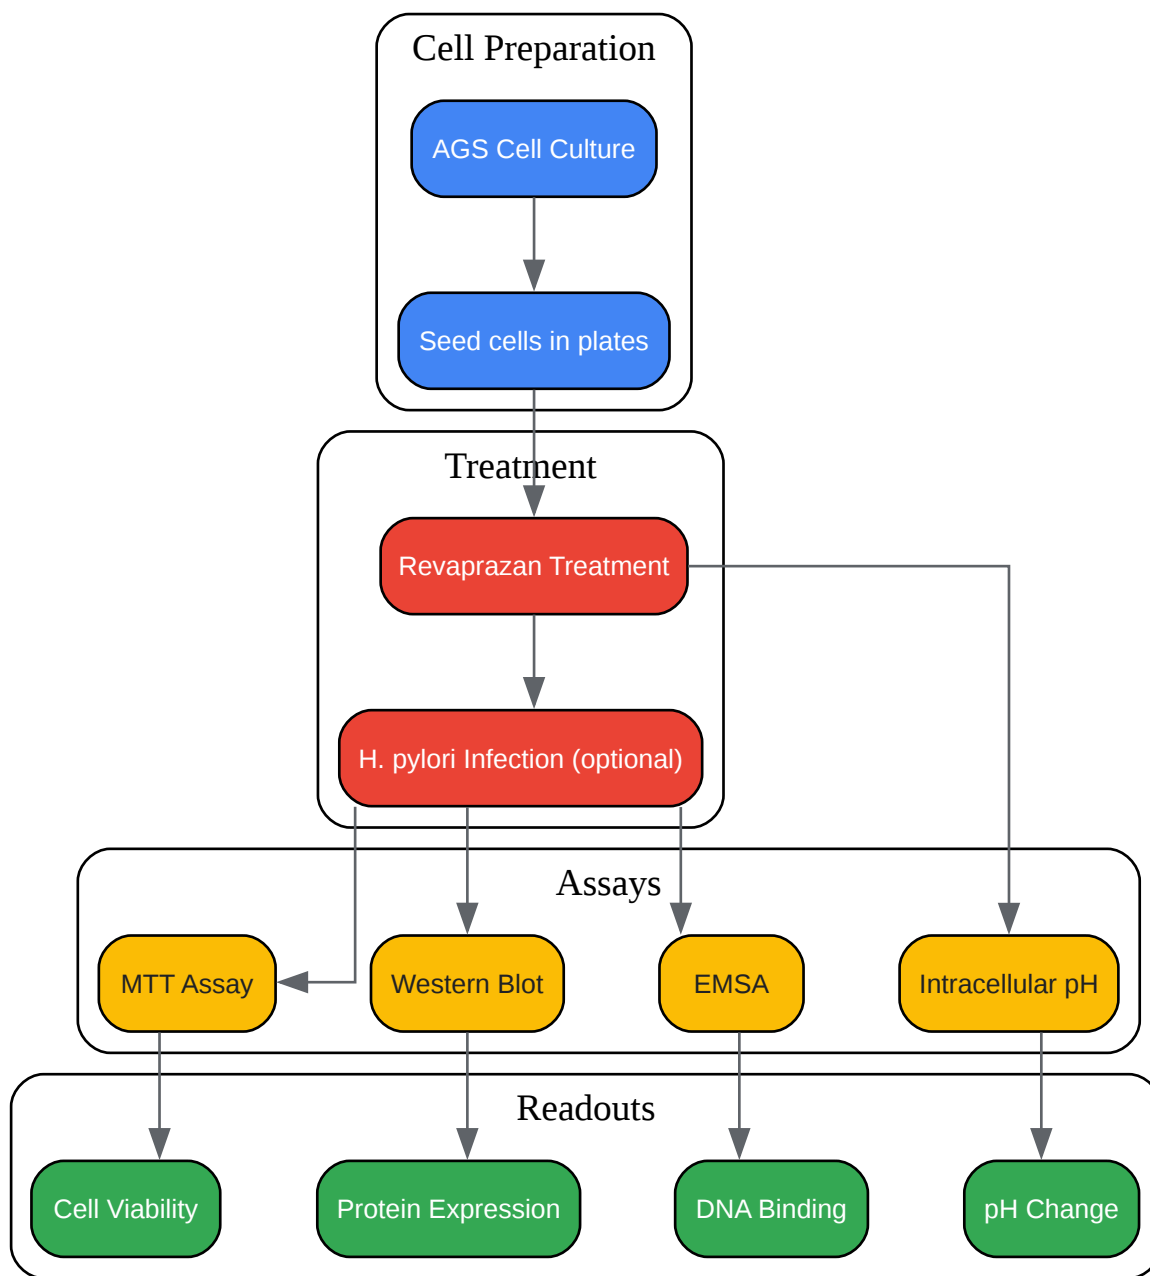 Cell Preparation
AGS Cell Culture
Seed cells in plates
Treatment
Revaprazan Treatment
H. pylori Infection (optional)
Assays
MTT Assay
Western Blot
EMSA
Intracellular pH
Readouts
Cell Viability
Protein Expression
DNA Binding
pH Change